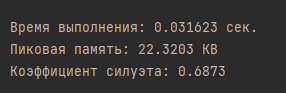 Время выполнения: 0.031623 сек.
Пиковая память: 22.3203 KB
Коэффициент силуэта: 0.6873